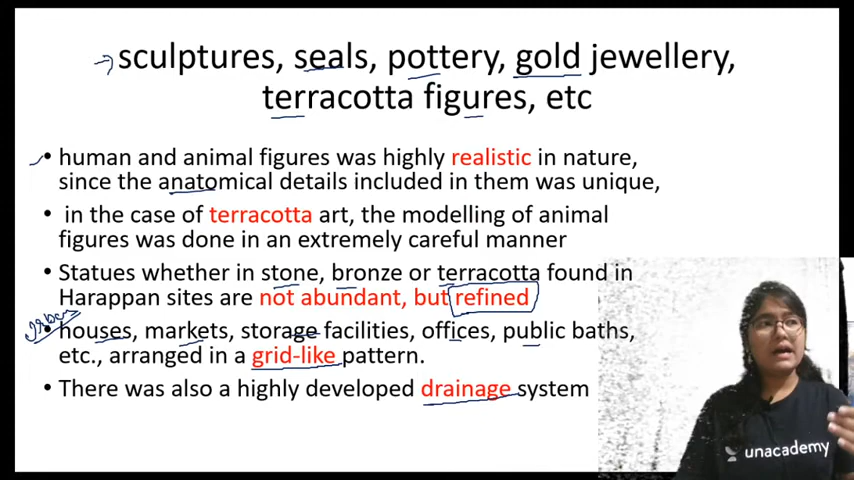 sculptures, seals, pottery, gold jewellery,
terracotta figures, etc
• human and animal figures was highly realistic in nature,
since the anatomical details included in them was unique,
• in the case of terracotta art, the modelling of animal
figures was done in an extremely careful manner
• Statues whether in stone, bronze or terracotta found in
Harappan sites are not abundant, but refined
• houses, markets, storage facilities, offices, public baths,
etc., arranged in a grid-like pattern.
• There was also a highly developed drainage system
unacademy